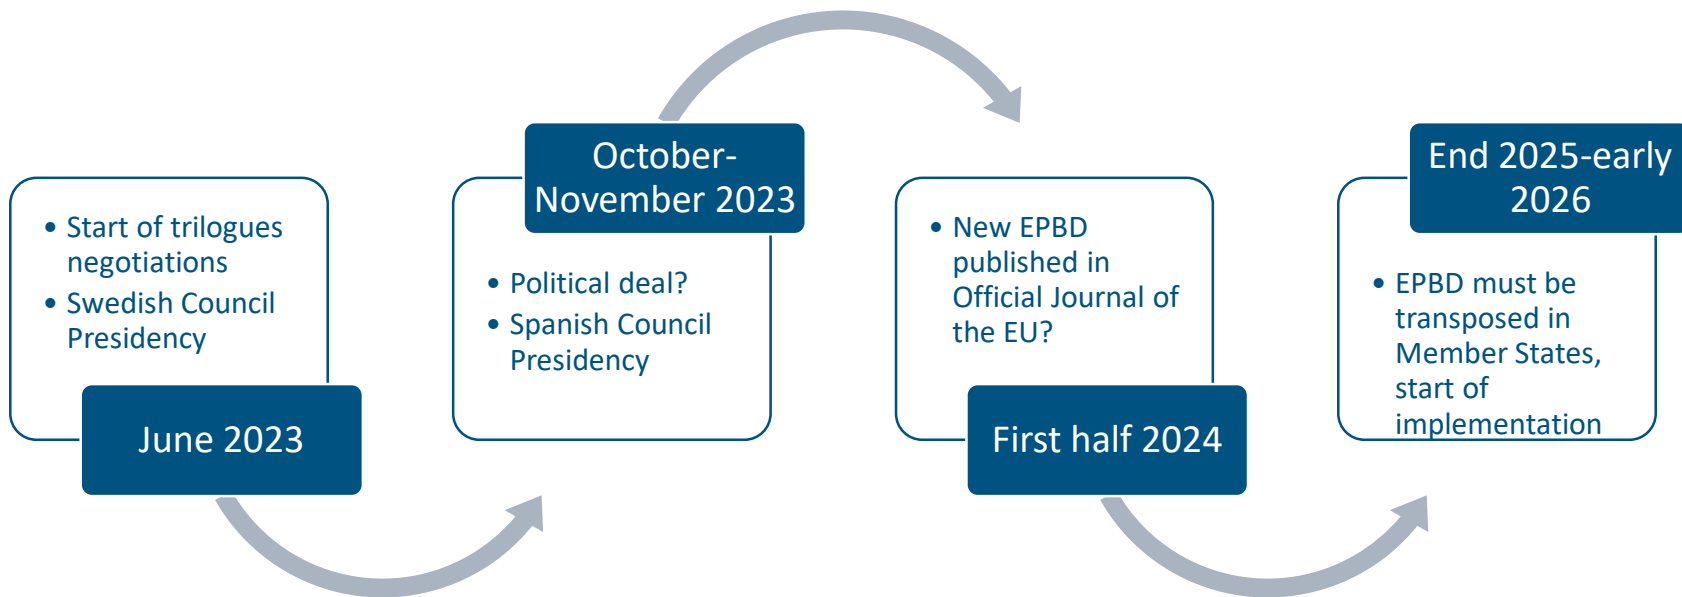 • Start of trilogues
negotiations
• Swedish Council
Presidency
June 2023
October-
November 2023
• Political deal?
• Spanish Council
Presidency
• New EPBD
published in
Official Journal of
the EU?
First half 2024
End 2025-early
2026
• EPBD must be
transposed in
Member States,
start of
implementation